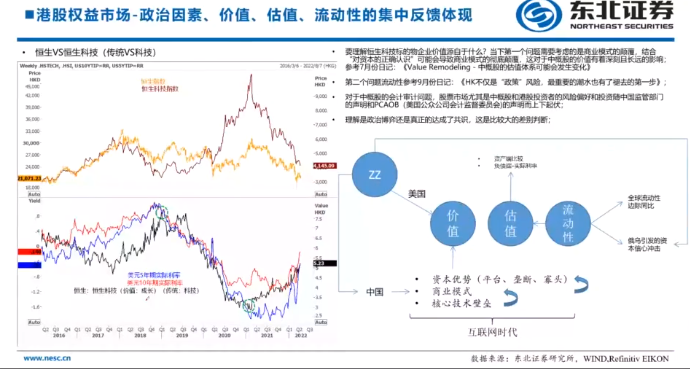 港股权益市场-政治因素、价值、估值、流动性的集中反馈体现
东北证券
NORTHEAST SECURITIES
恒生VS恒生科技（传统VS科技）
Weekly .HSTECH, .HSI, US5YTIP=RR, US5YTIP=RR
Price
HKD
恒生指数
恒生科技指数
Price
HKD
Auto
Auto
Yield
Value
HKD
美元5年期实际利率
美元10年期实际利率
恒生：恒生科技（价值：成长）（传统：科技）
Auto
Auto
2016
2017
2018
2019
2020
2021
2022
要理解恒生科技标的物企业价值源自于什么？当下第一个问题需要考虑的是商业模式的颠覆，结合
“对资本的正确认识”可能会导致商业模式的彻底颠覆，这对于中概股的价值有着深刻且长远的影响；
参考7月份日记：《Value Remodeling - 中概股的估值体系可能会发生变化》
第二个问题流动性参考9月份日记：《HK不仅是“政策”风险，最重要的潮水也有了褪去的第一步》；
对于中概股的会计审计问题，股票市场尤其是中概股和港股投资者的风险偏好和投资随中国监管部门
的声明和PCAOB（美国公众公司会计监督委员会)的声明而上下起伏；
理解是政治博弈还是真正的达成了共识，这是比较大的差别判断；
资产端比较
负债端-实际利率
ZZ
美国
价值
估值
流动性
全球流动性
边际同比
俄乌引发的资
本信心冲击
中国
资本优势（平台、垄断、寡头）
商业模式
核心技术壁垒
互联网时代
www.nesc.cn
数据来源：东北证券研究所，WIND,Refinitiv EIKON